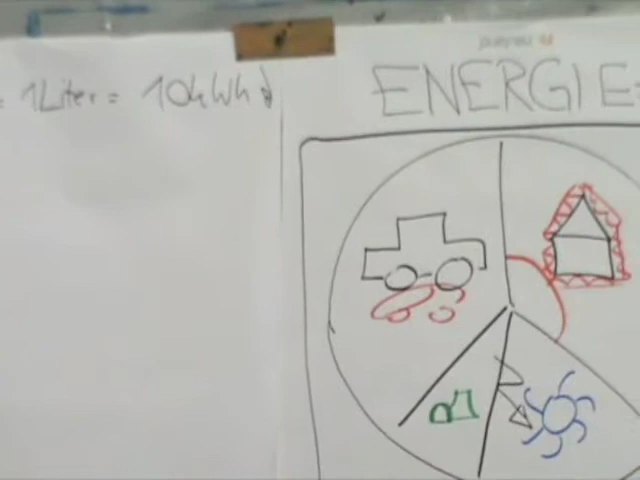 = 1Liter = 10kWh
ENERGIE-